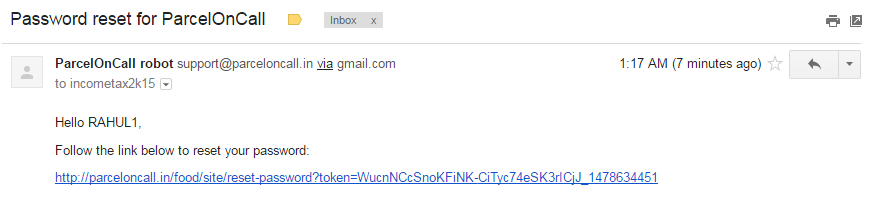 Password reset for ParcelOnCall Inbox x
ParcelOnCall robot support@parceloncall.in via gmail.com 1:17 AM (7 minutes ago)
to incometax2k15
Hello RAHUL1,
Follow the link below to reset your password:
http://parceloncall.in/food/site/reset-password?token=WucnNCcSnoKFiNK-CiTyc74eSK3rICjJ_1478634451